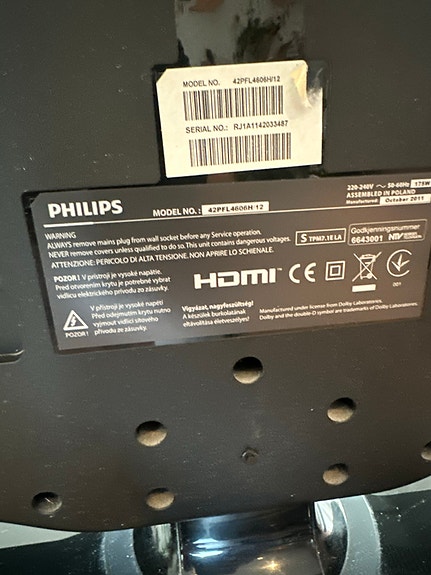 MODEL NO. 42PFL4606H/12
SERIAL NO.: RJ1A1142033487
220-240V ~ 50-60Hz 175W
ASSEMBLED IN POLAND
Manufactured: October 2011
PHILIPS MODEL NO.: 42PFL4606H/12
WARNING
ALWAYS remove mains plug from wall socket before any Service operation.
NEVER remove covers unless qualified to do so. This unit contains dangerous voltages.
ATTENZIONE: PERICOLO DI ALTA TENSIONE. NON APRIRE LO SCHIENALE.
S TPM7.1E LA
Godkjenningsnummer
6643001 NTV
POZOR! V prístroji je vysoké napätie.
Pred otvorením krytu je potrebné vybrať
vidlicu elektrického prívodu zo zásuvky.
HDMI CE
001
V přístroji je vysoké napětí
Před odejmutím krytu nutno
vyjmout vidlici síťového
přívodu ze zásuvky.
POZOR!
Vigyázat, nagyfeszültség!
A készülék burkolatának
eltávolítása életveszélyes!
Manufactured under license from Dolby Laboratories.
Dolby and the double-D symbol are trademarks of Dolby Laboratories.